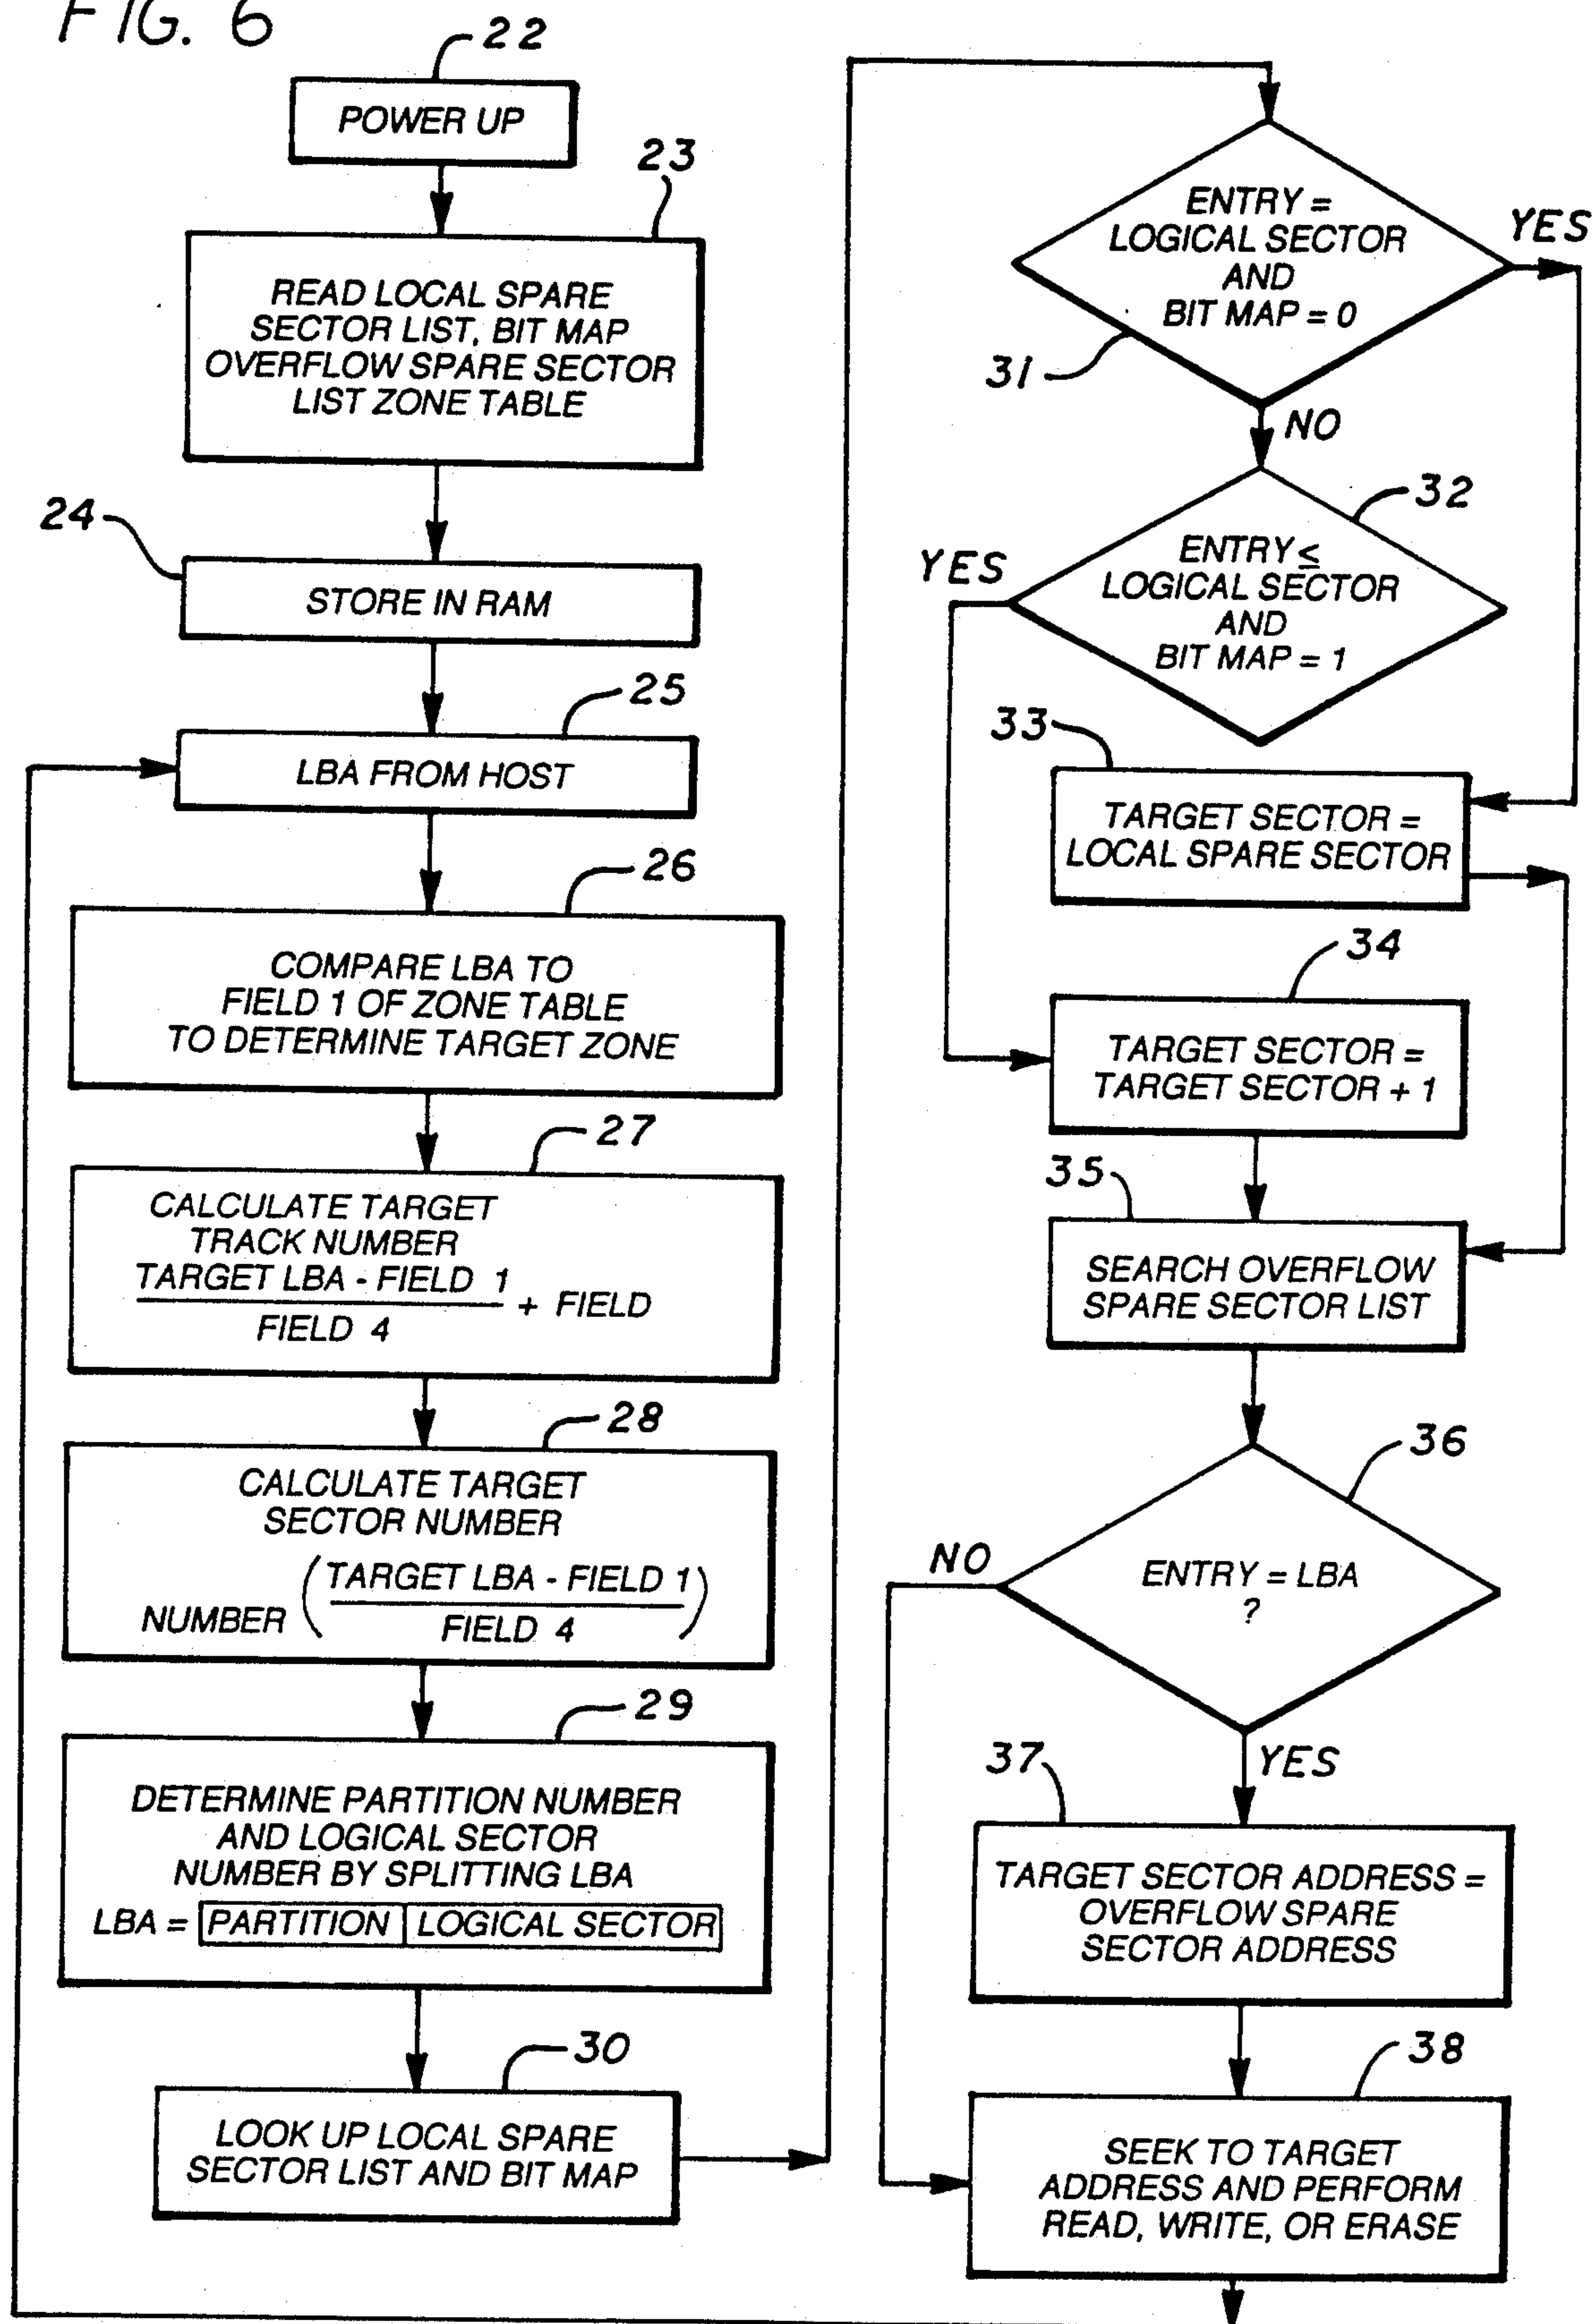 FIG. 6
22
POWER UP
23
READ LOCAL SPARE
SECTOR LIST, BIT MAP
OVERFLOW SPARE SECTOR
LIST ZONE TABLE
24
STORE IN RAM
25
LBA FROM HOST
26
COMPARE LBA TO
FIELD 1 OF ZONE TABLE
TO DETERMINE TARGET ZONE
27
CALCULATE TARGET
TRACK NUMBER
TARGET LBA - FIELD 1
+ FIELD
FIELD 4
28
CALCULATE TARGET
SECTOR NUMBER
NUMBER (TARGET LBA - FIELD 1
FIELD 4)
29
DETERMINE PARTITION NUMBER
AND LOGICAL SECTOR
NUMBER BY SPLITTING LBA
LBA = PARTITION LOGICAL SECTOR
30
LOOK UP LOCAL SPARE
SECTOR LIST AND BIT MAP
ENTRY =
LOGICAL SECTOR
AND
BIT MAP = 0
YES
31
NO
32
ENTRY ≤
LOGICAL SECTOR
AND
BIT MAP = 1
YES
33
TARGET SECTOR =
LOCAL SPARE SECTOR
34
TARGET SECTOR =
TARGET SECTOR + 1
35
SEARCH OVERFLOW
SPARE SECTOR LIST
36
ENTRY = LBA
?
NO
YES
37
TARGET SECTOR ADDRESS =
OVERFLOW SPARE
SECTOR ADDRESS
38
SEEK TO TARGET
ADDRESS AND PERFORM
READ, WRITE, OR ERASE